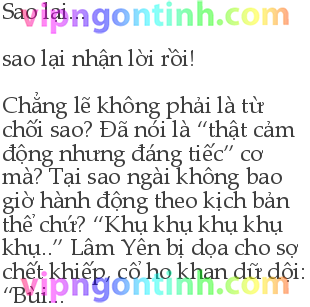 Sao lại...
vipngontinh.com
sao lại nhận lời rồi!
Chẳng lẽ không phải là từ
chối sao? Đã nói là “thật cảm
động nhưng đáng tiếc” cơ
mà? Tại sao ngài không bao
giờ hành động theo kịch bản
thể chứ? “Khụ khụ khụ khụ
khụ..” Lâm Yên bị dọa cho sợ
chết khiếp, cổ họ khan dữ dội:
vipngontinh.com
“Bùi...